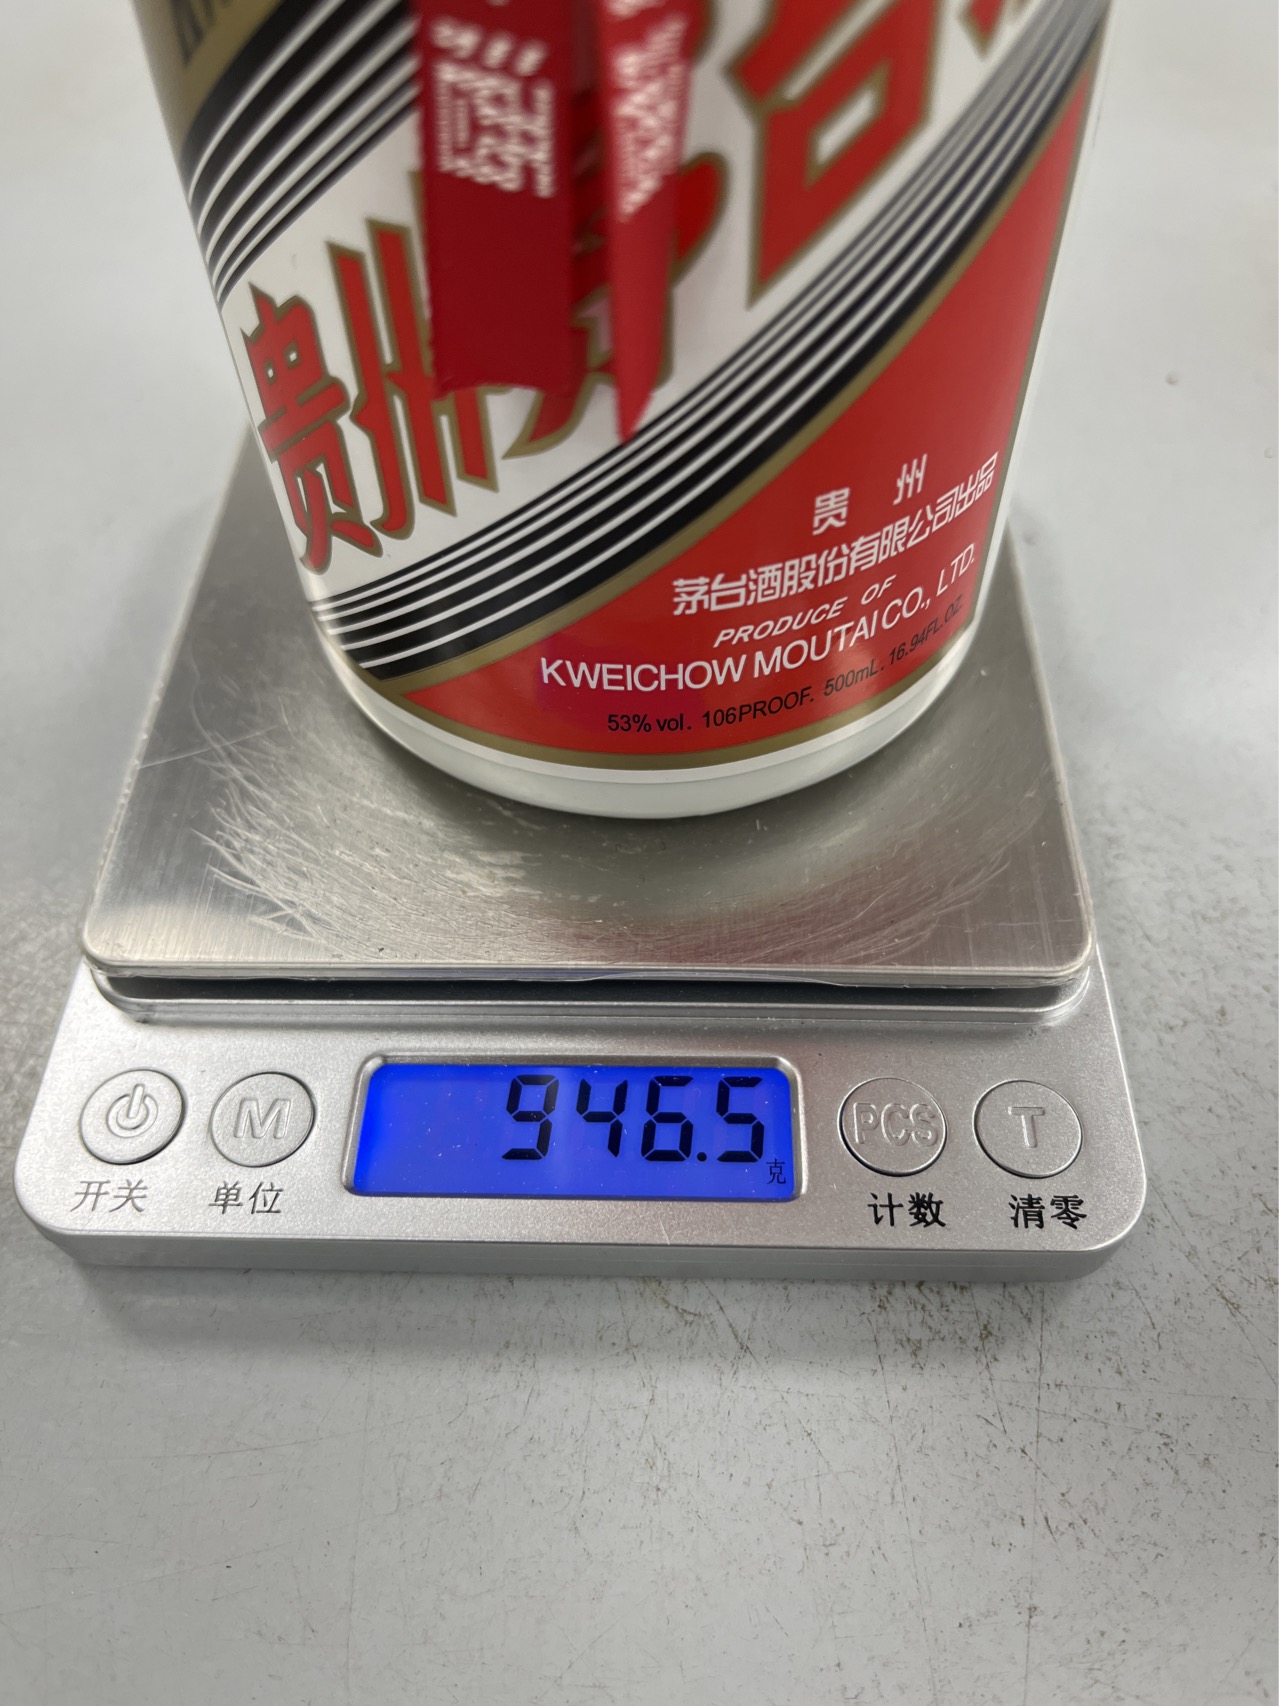 贵州茅台
贵 州
茅台酒股份有限公司出品
PRODUCE OF
KWEICHOW MOUTAI CO., LTD.
53% vol. 106PROOF. 500mL. 16.94FL.OZ.
946.5
克
M
PCS
T
开关
单位
计数
清零